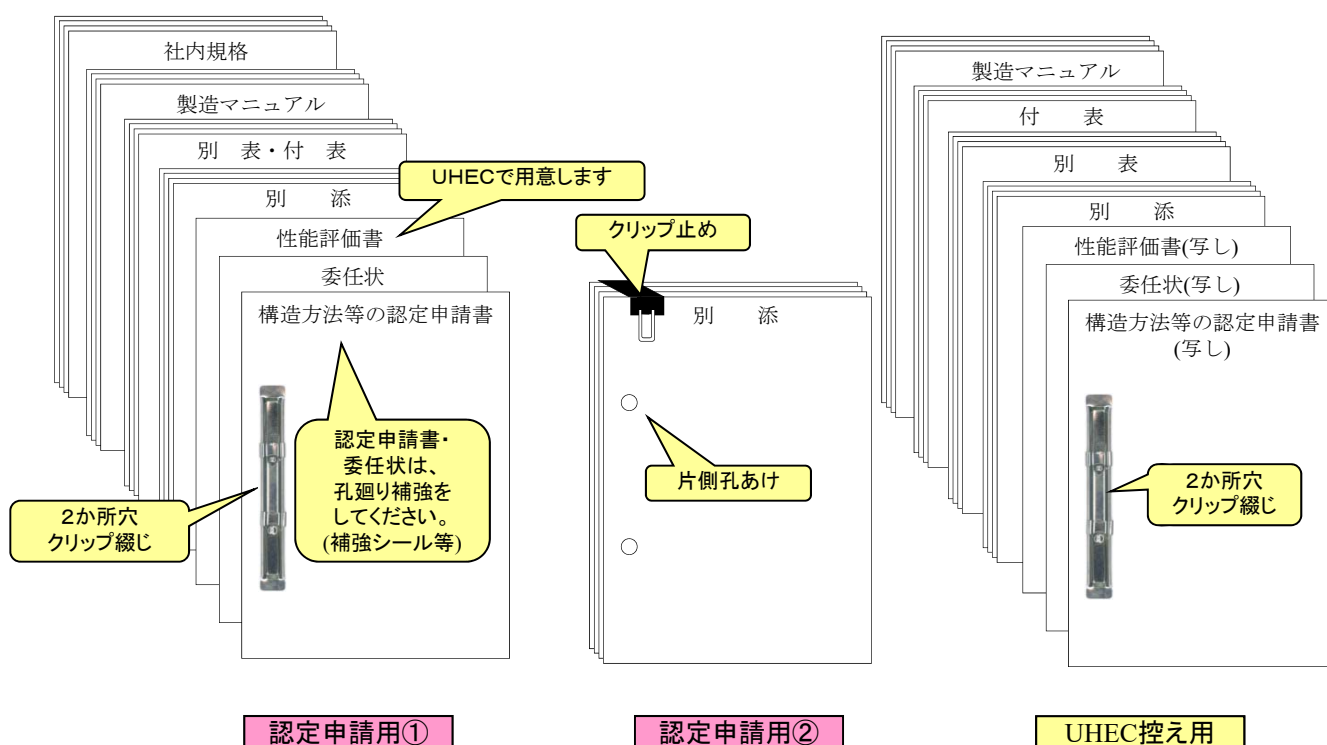 社内規格
製造マニュアル
別　表・付　表
UHECで用意します
別　　添
性能評価書
委任状
構造方法等の認定申請書
認定申請書・
委任状は、
孔廻り補強を
してください。
(補強シール等)
２か所穴
クリップ綴じ
認定申請用①
クリップ止め
別　　添
片側孔あけ
認定申請用②
製造マニュアル
付　　表
別　　表
別　　添
性能評価書(写し)
委任状(写し)
構造方法等の認定申請書
(写し)
２か所穴
クリップ綴じ
UHEC控え用